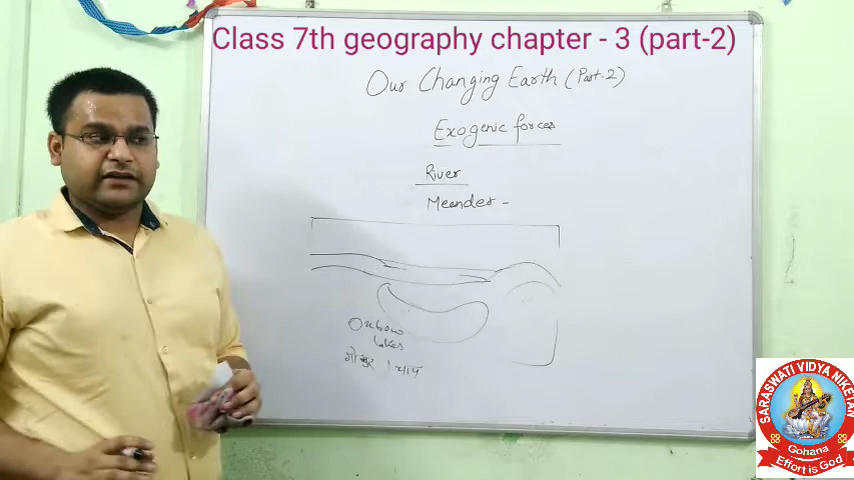 Class 7th geography chapter - 3 (part-2)
Our Changing Earth (Part-2)
Exogenic forces
River
Meander -
Oxbow
lakes
SARASWATI VIDYA NIKETAN
Gohana
Effort is God